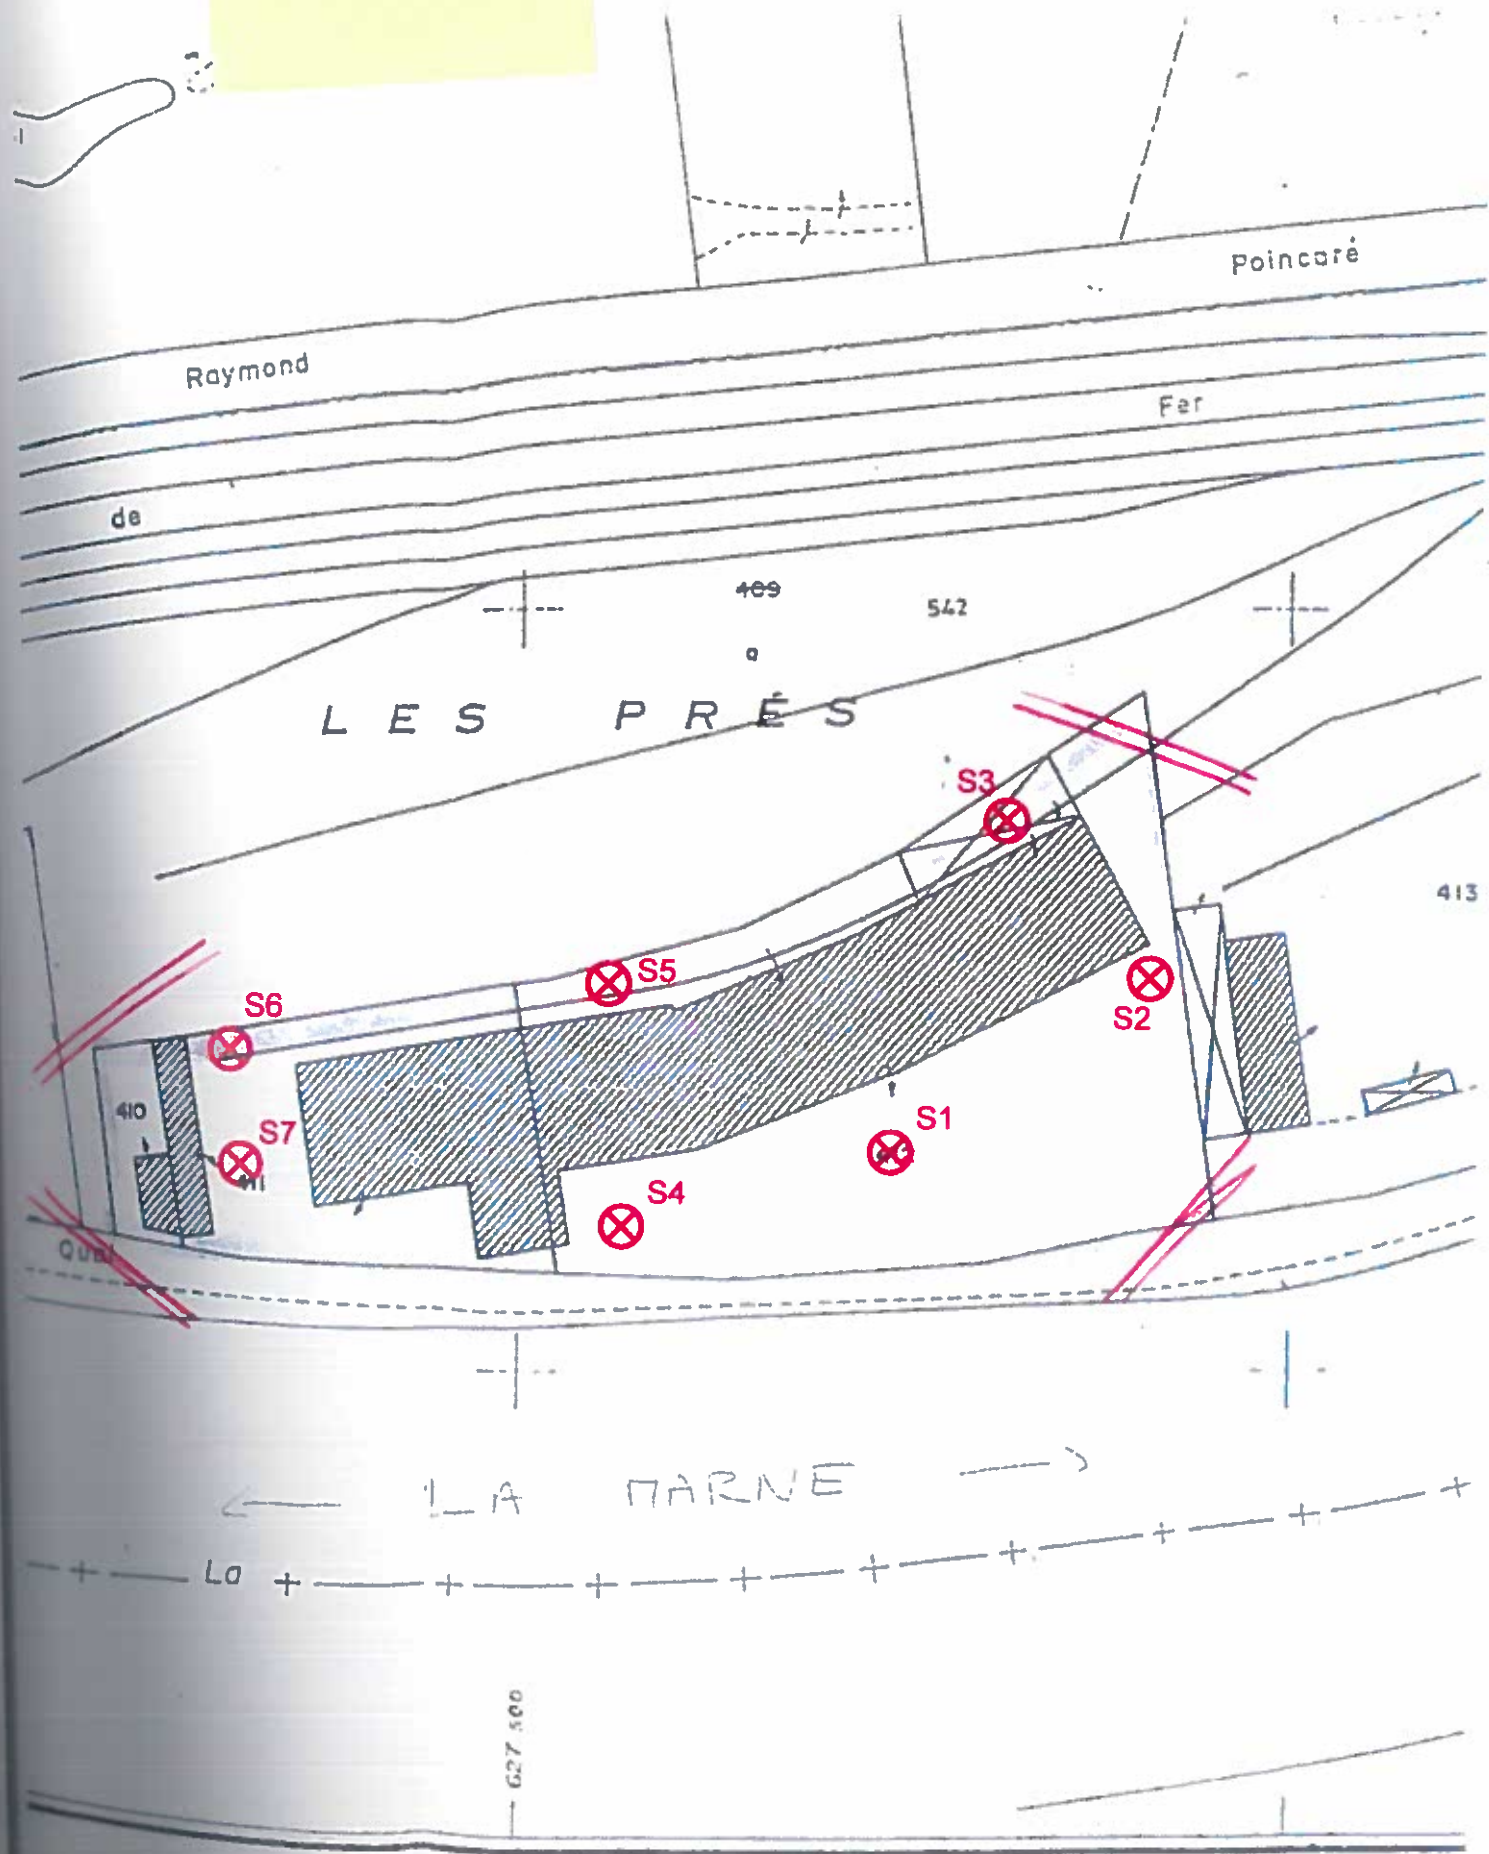 Poincaré
Raymond
Fer
de
409
542
a
LES PRÉS
S3
413
S5
S6
S2
410
S1
S7
411
S4
Quai
LA MARNE
La
627 500